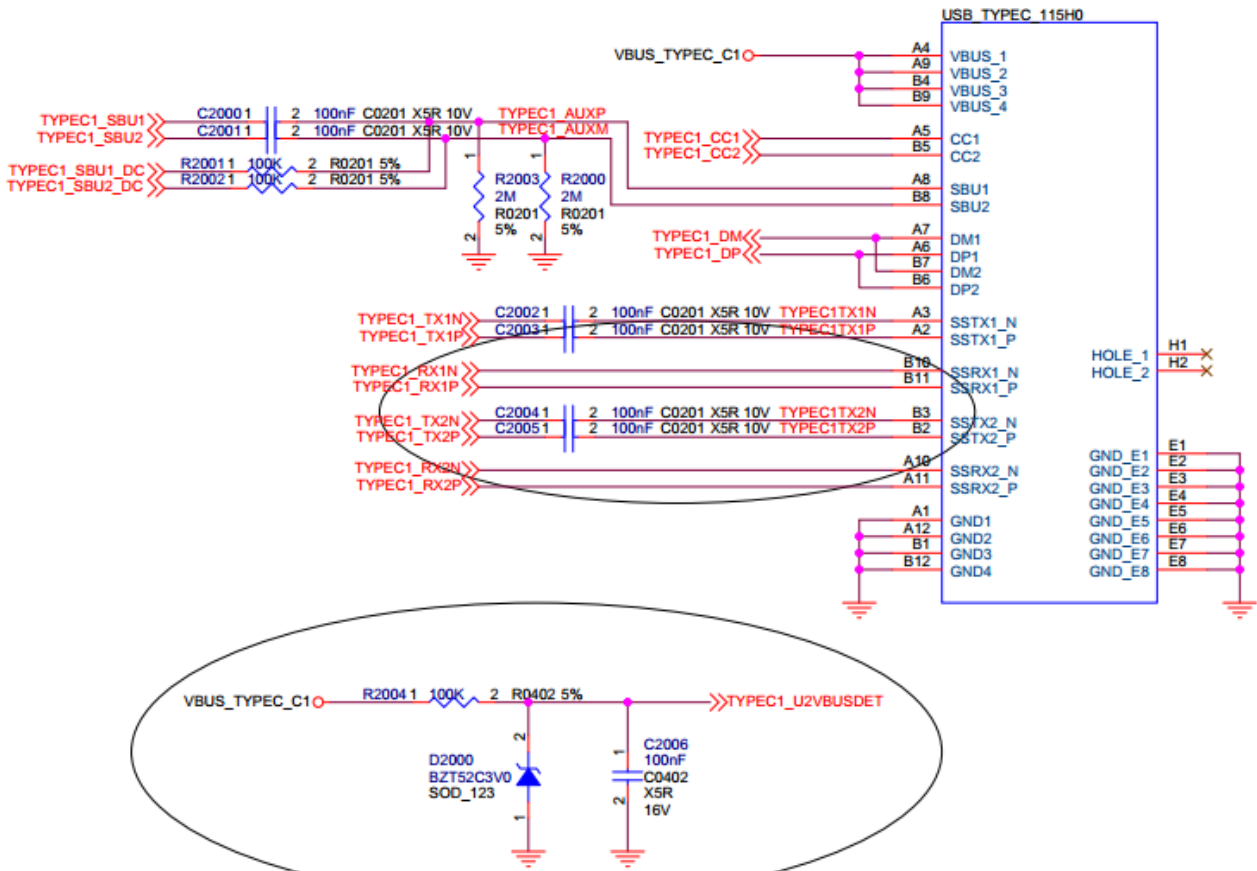 USB_TYPEC_115H0
VBUS_TYPEC_C1
A4 VBUS_1
A9 VBUS_2
B4 VBUS_3
B9 VBUS_4
TYPEC1_SBU1 C2000 1 2 100nF C0201 X5R 10V TYPEC1_AUXP
TYPEC1_SBU2 C2001 1 2 100nF C0201 X5R 10V TYPEC1_AUXM
TYPEC1_CC1 A5 CC1
TYPEC1_CC2 B5 CC2
TYPEC1_SBU1_DC R2001 1 100K 2 R0201 5%
TYPEC1_SBU2_DC R2002 1 100K 2 R0201 5%
1 R2003 2M R0201 5% 2
1 R2000 2M R0201 5% 2
A8 SBU1
B8 SBU2
TYPEC1_DM A7 DM1
TYPEC1_DP A6 DP1
B7 DM2
B6 DP2
TYPEC1_TX1N C2002 1 2 100nF C0201 X5R 10V TYPEC1TX1N A3 SSTX1_N
TYPEC1_TX1P C2003 1 2 100nF C0201 X5R 10V TYPEC1TX1P A2 SSTX1_P
TYPEC1_RX1N B10 SSRX1_N
TYPEC1_RX1P B11 SSRX1_P
HOLE_1 H1
HOLE_2 H2
TYPEC1_TX2N C2004 1 2 100nF C0201 X5R 10V TYPEC1TX2N B3 SSTX2_N
TYPEC1_TX2P C2005 1 2 100nF C0201 X5R 10V TYPEC1TX2P B2 SSTX2_P
TYPEC1_RX2N A10 SSRX2_N
TYPEC1_RX2P A11 SSRX2_P
A1 GND1
A12 GND2
B1 GND3
B12 GND4
GND_E1 E1
GND_E2 E2
GND_E3 E3
GND_E4 E4
GND_E5 E5
GND_E6 E6
GND_E7 E7
GND_E8 E8
VBUS_TYPEC_C1 R2004 1 100K 2 R0402 5% TYPEC1_U2VBUSDET
2
D2000
BZT52C3V0
SOD_123
1
1
C2006
100nF
C0402
X5R
16V
2